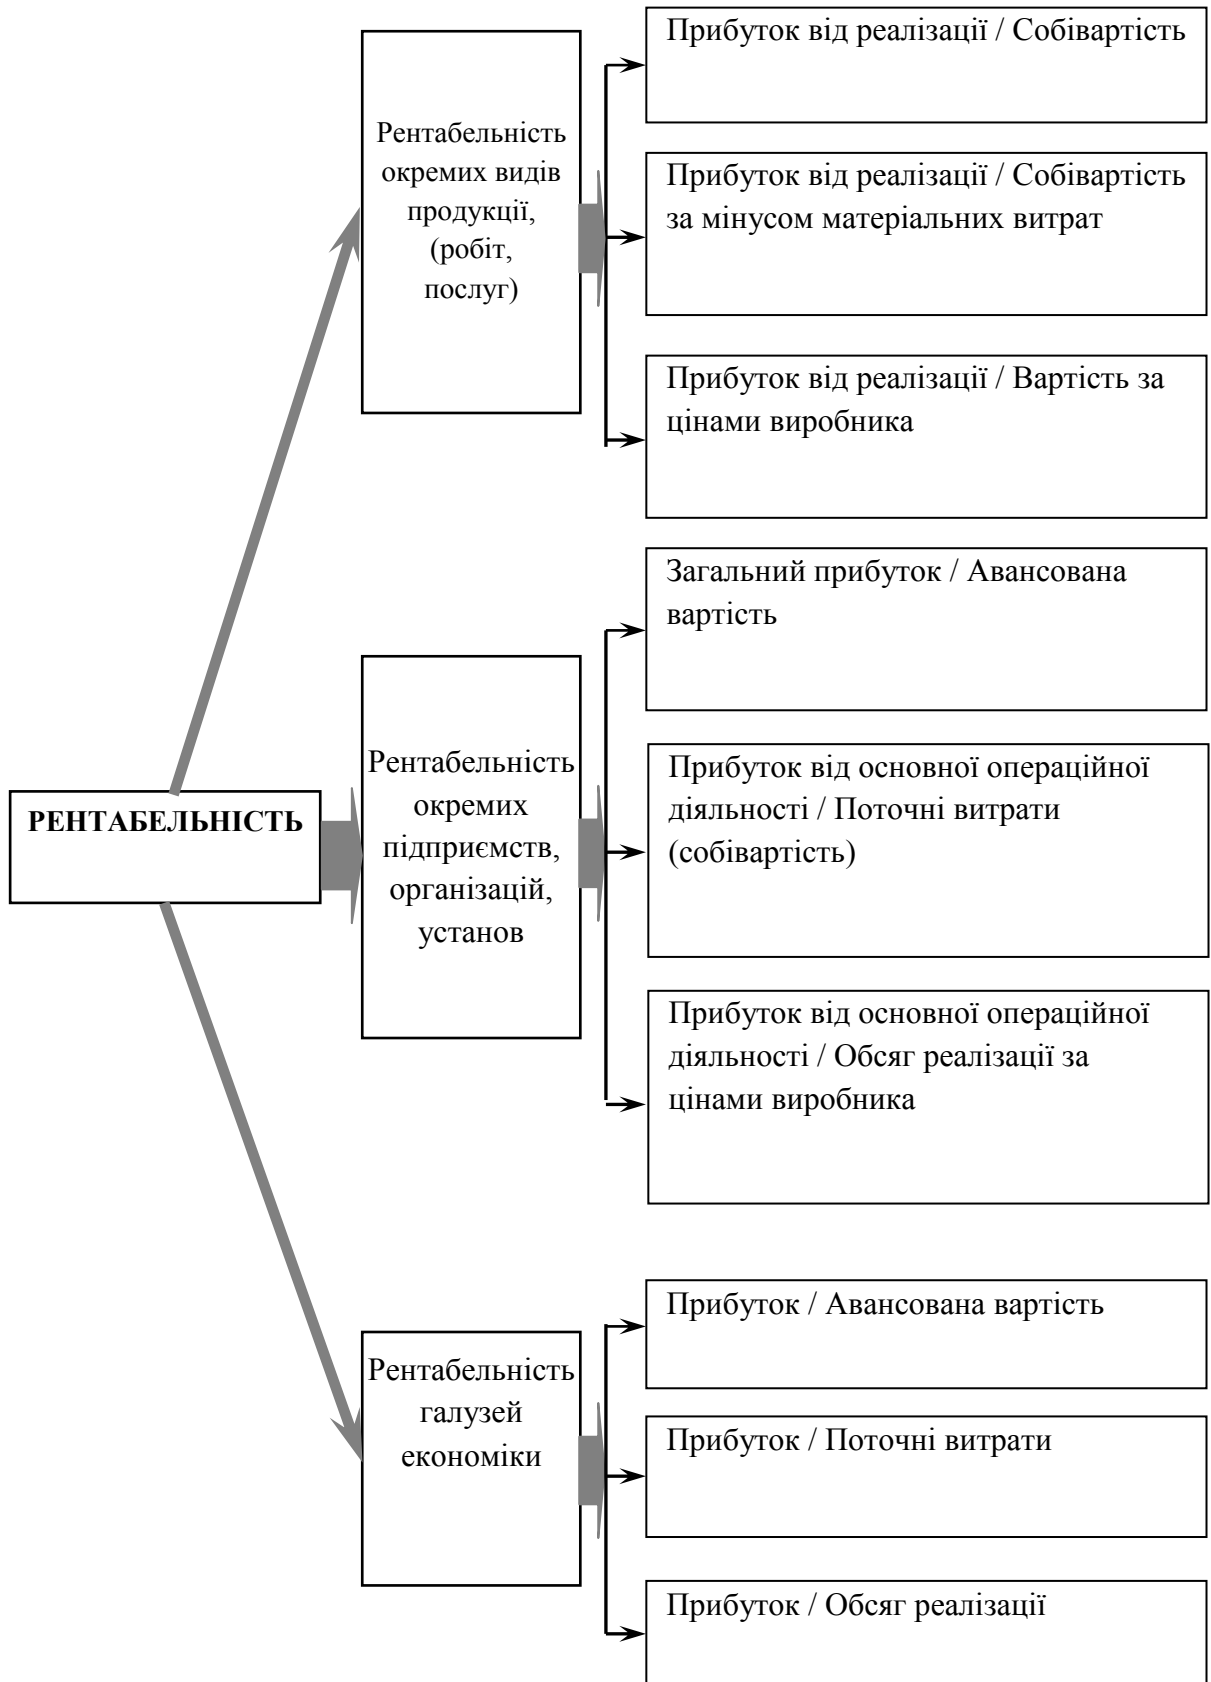 РЕНТАБЕЛЬНІСТЬ
Рентабельність
окремих видів
продукції,
(робіт,
послуг)
Прибуток від реалізації / Собівартість
Прибуток від реалізації / Собівартість
за мінусом матеріальних витрат
Прибуток від реалізації / Вартість за
цінами виробника
Рентабельність
окремих
підприємств,
організацій,
установ
Загальний прибуток / Авансована
вартість
Прибуток від основної операційної
діяльності / Поточні витрати
(собівартість)
Прибуток від основної операційної
діяльності / Обсяг реалізації за
цінами виробника
Рентабельність
галузей
економіки
Прибуток / Авансована вартість
Прибуток / Поточні витрати
Прибуток / Обсяг реалізації